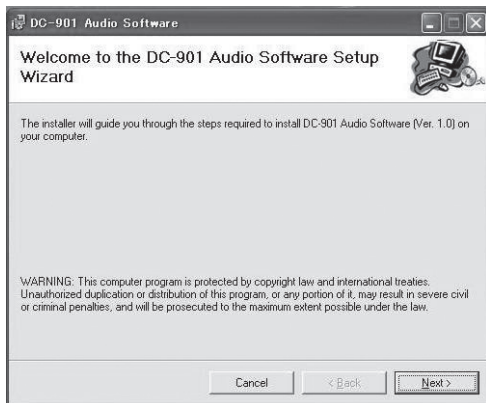 DC-901 Audio Software
Welcome to the DC-901 Audio Software Setup
Wizard
The installer will guide you through the steps required to install DC-901 Audio Software (Ver. 1.0) on
your computer.
WARNING: This computer program is protected by copyright law and international treaties.
Unauthorized duplication or distribution of this program, or any portion of it, may result in severe civil
or criminal penalties, and will be prosecuted to the maximum extent possible under the law.
Cancel < Back Next >